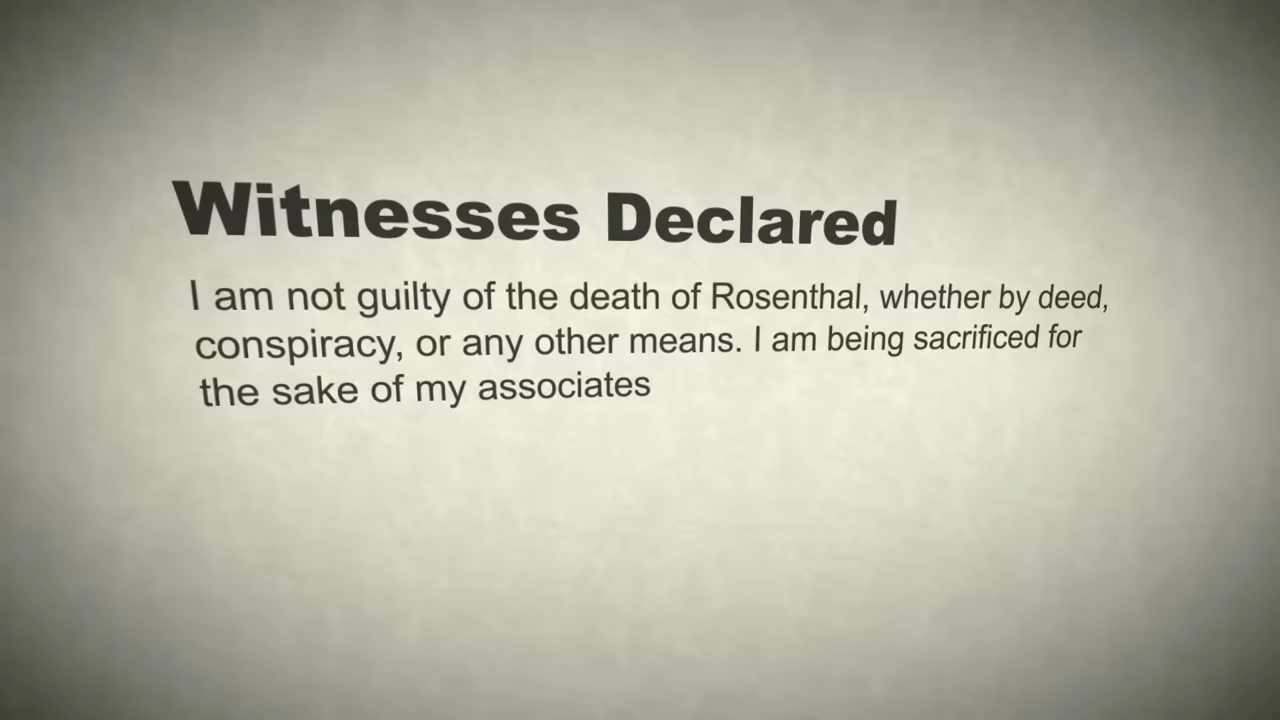 Witnesses Declared
I am not guilty of the death of Rosenthal, whether by deed,
conspiracy, or any other means. I am being sacrificed for
the sake of my associates